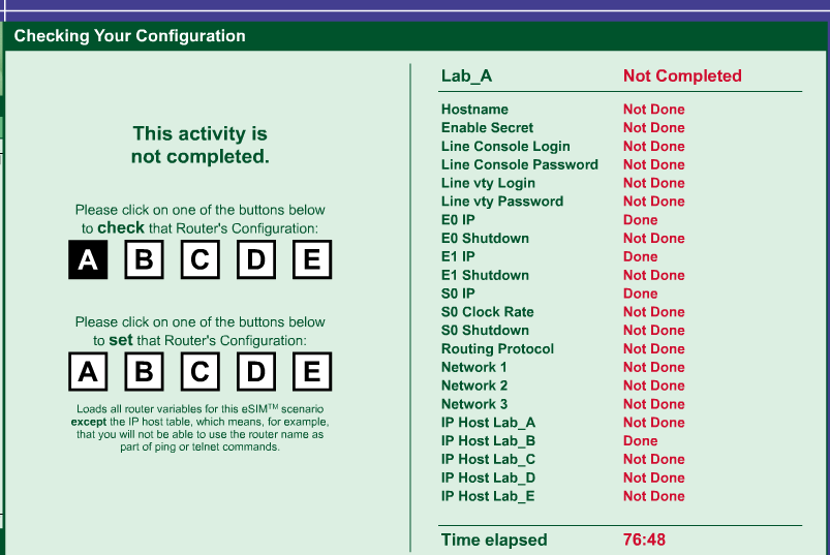 Checking Your Configuration
This activity is
not completed.
Please click on one of the buttons below
to check that Router's Configuration:
A B C D E
Please click on one of the buttons below
to set that Router's Configuration:
A B C D E
Loads all router variables for this eSIM™ scenario
except the IP host table, which means, for example,
that you will not be able to use the router name as
part of ping or telnet commands.
Lab_A Not Completed
Hostname Not Done
Enable Secret Not Done
Line Console Login Not Done
Line Console Password Not Done
Line vty Login Not Done
Line vty Password Not Done
E0 IP Done
E0 Shutdown Not Done
E1 IP Done
E1 Shutdown Not Done
S0 IP Done
S0 Clock Rate Not Done
S0 Shutdown Not Done
Routing Protocol Not Done
Network 1 Not Done
Network 2 Not Done
Network 3 Not Done
IP Host Lab_A Not Done
IP Host Lab_B Done
IP Host Lab_C Not Done
IP Host Lab_D Not Done
IP Host Lab_E Not Done
Time elapsed 76:48